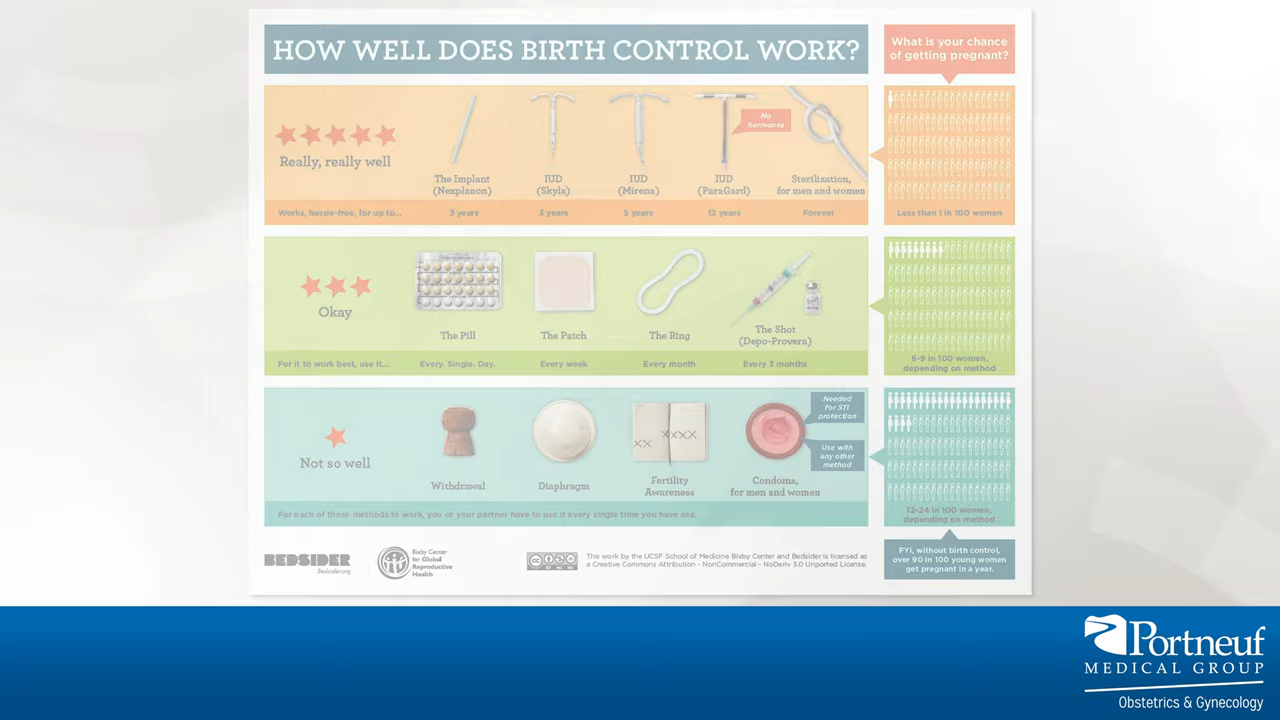 HOW WELL DOES BIRTH CONTROL WORK?
What is your chance
of getting pregnant?
Really, really well
The Implant
(Nexplanon)
IUD
(Skyla)
IUD
(Mirena)
IUD
(ParaGard)
No
hormones
Sterilization,
for men and women
Works, hassle-free, for up to...
3 years
3 years
5 years
12 years
Forever
Less than 1 in 100 women
Okay
The Pill
The Patch
The Ring
The Shot
(Depo-Provera)
For it to work best, use it...
Every. Single. Day.
Every week
Every month
Every 3 months
6-9 in 100 women,
depending on method
Not so well
Withdrawal
Diaphragm
Fertility
Awareness
Condoms,
for men and women
Needed
for STI
protection
Use with
any other
method
For each of these methods to work, you or your partner have to use it every single time you have sex.
12-24 in 100 women,
depending on method
FYI, without birth control,
over 90 in 100 young women
get pregnant in a year.
BEDSIDER
Bedsider.org
Bixby Center
for Global
Reproductive
Health
This work by the UCSF School of Medicine Bixby Center and Bedsider is licensed as
a Creative Commons Attribution - NonCommercial - NoDeriv 3.0 Unported License.
Portneuf
MEDICAL GROUP
Obstetrics & Gynecology